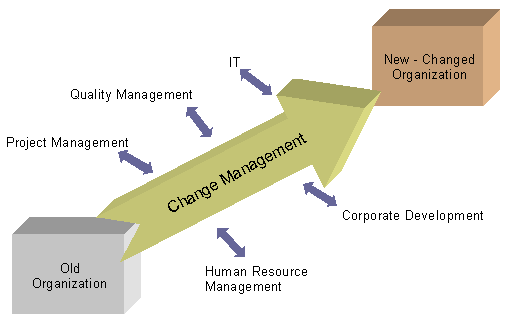 New - Changed
Organization
IT
Quality Management
Project Management
Change Management
Corporate Development
Old
Organization
Human Resource
Management